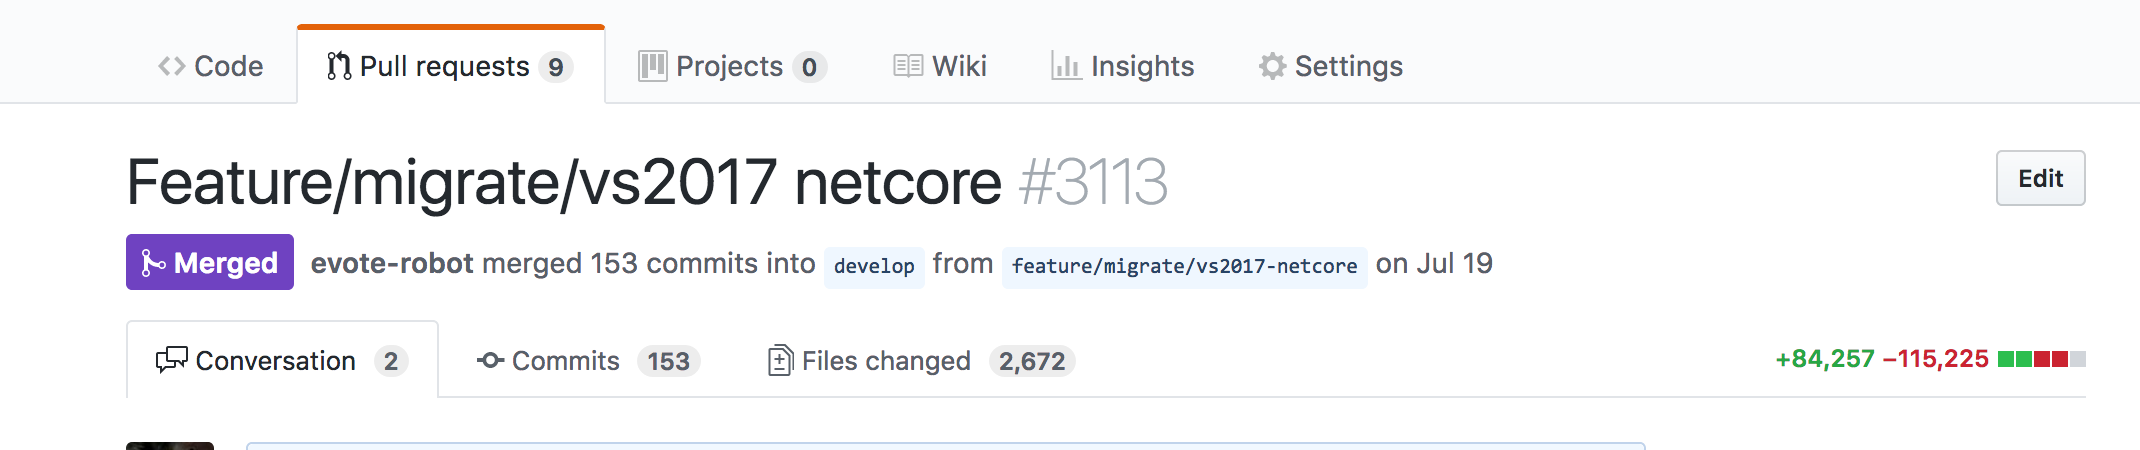 Code Pull requests 9 Projects 0 Wiki Insights Settings
Feature/migrate/vs2017 netcore #3113
Edit
Merged evote-robot merged 153 commits into develop from feature/migrate/vs2017-netcore on Jul 19
Conversation 2 Commits 153 Files changed 2,672 +84,257 −115,225